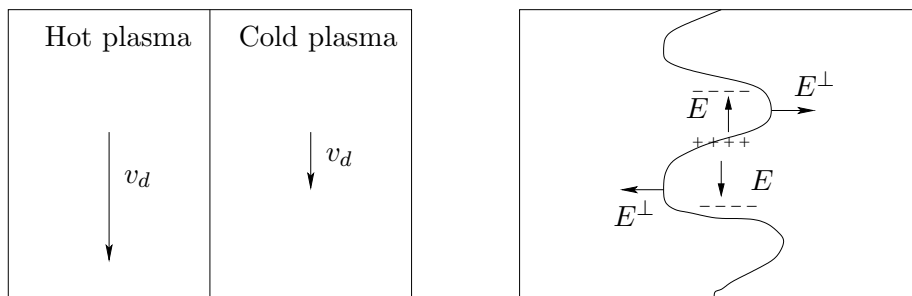 Hot plasma
Cold plasma
v_d
v_d
E^⊥
− − − −
E
+ + + +
E
E^⊥
− − − − −